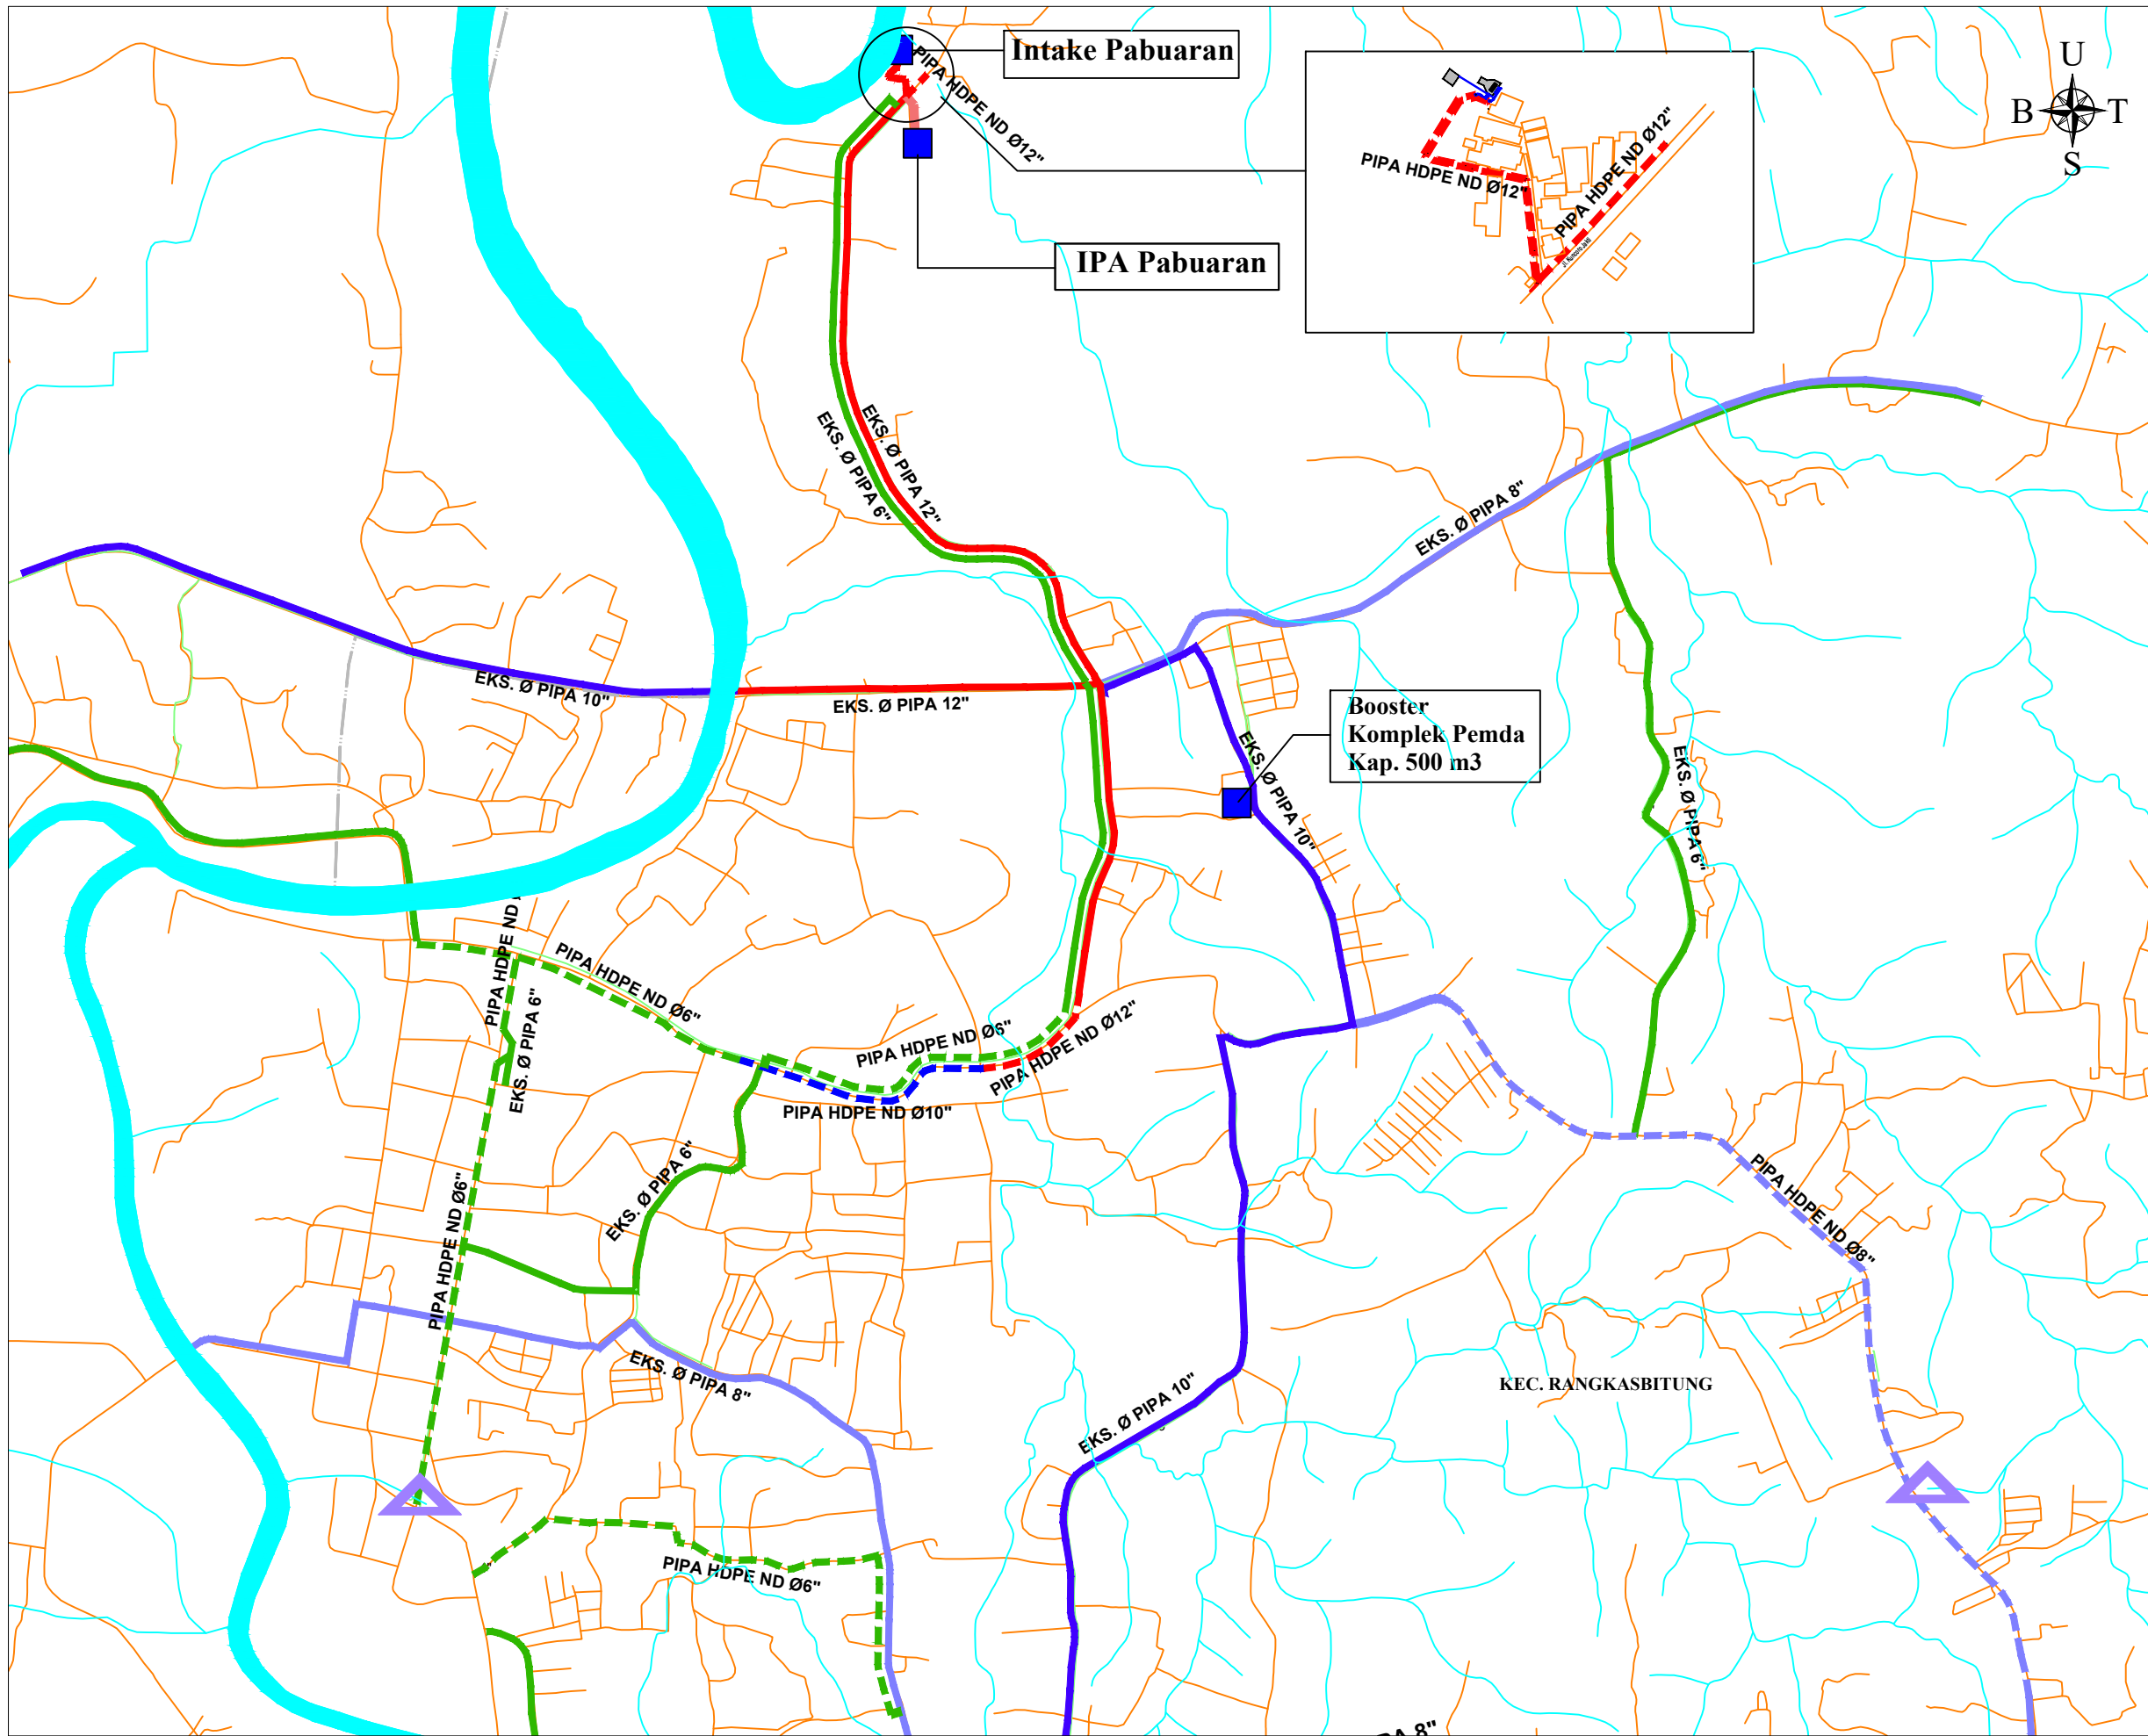 Intake Pabuaran
PIPA HDPE ND Ø12"
IPA Pabuaran
PIPA HDPE ND Ø12"
PIPA HDPE ND Ø12"
U
B
T
S
EKS. Ø PIPA 12"
EKS. Ø PIPA 6"
EKS. Ø PIPA 8"
EKS. Ø PIPA 10"
EKS. Ø PIPA 12"
Booster
Komplek Pemda
Kap. 500 m3
EKS. Ø PIPA 10"
EKS. Ø PIPA 6"
PIPA HDPE ND
PIPA HDPE ND Ø6"
EKS. Ø PIPA 6"
PIPA HDPE ND Ø6"
PIPA HDPE ND Ø12"
PIPA HDPE ND Ø10"
EKS. Ø PIPA 6"
PIPA HDPE ND Ø6"
PIPA HDPE ND Ø8"
EKS. Ø PIPA 8"
EKS. Ø PIPA 10"
KEC. RANGKASBITUNG
PIPA HDPE ND Ø6"
8"